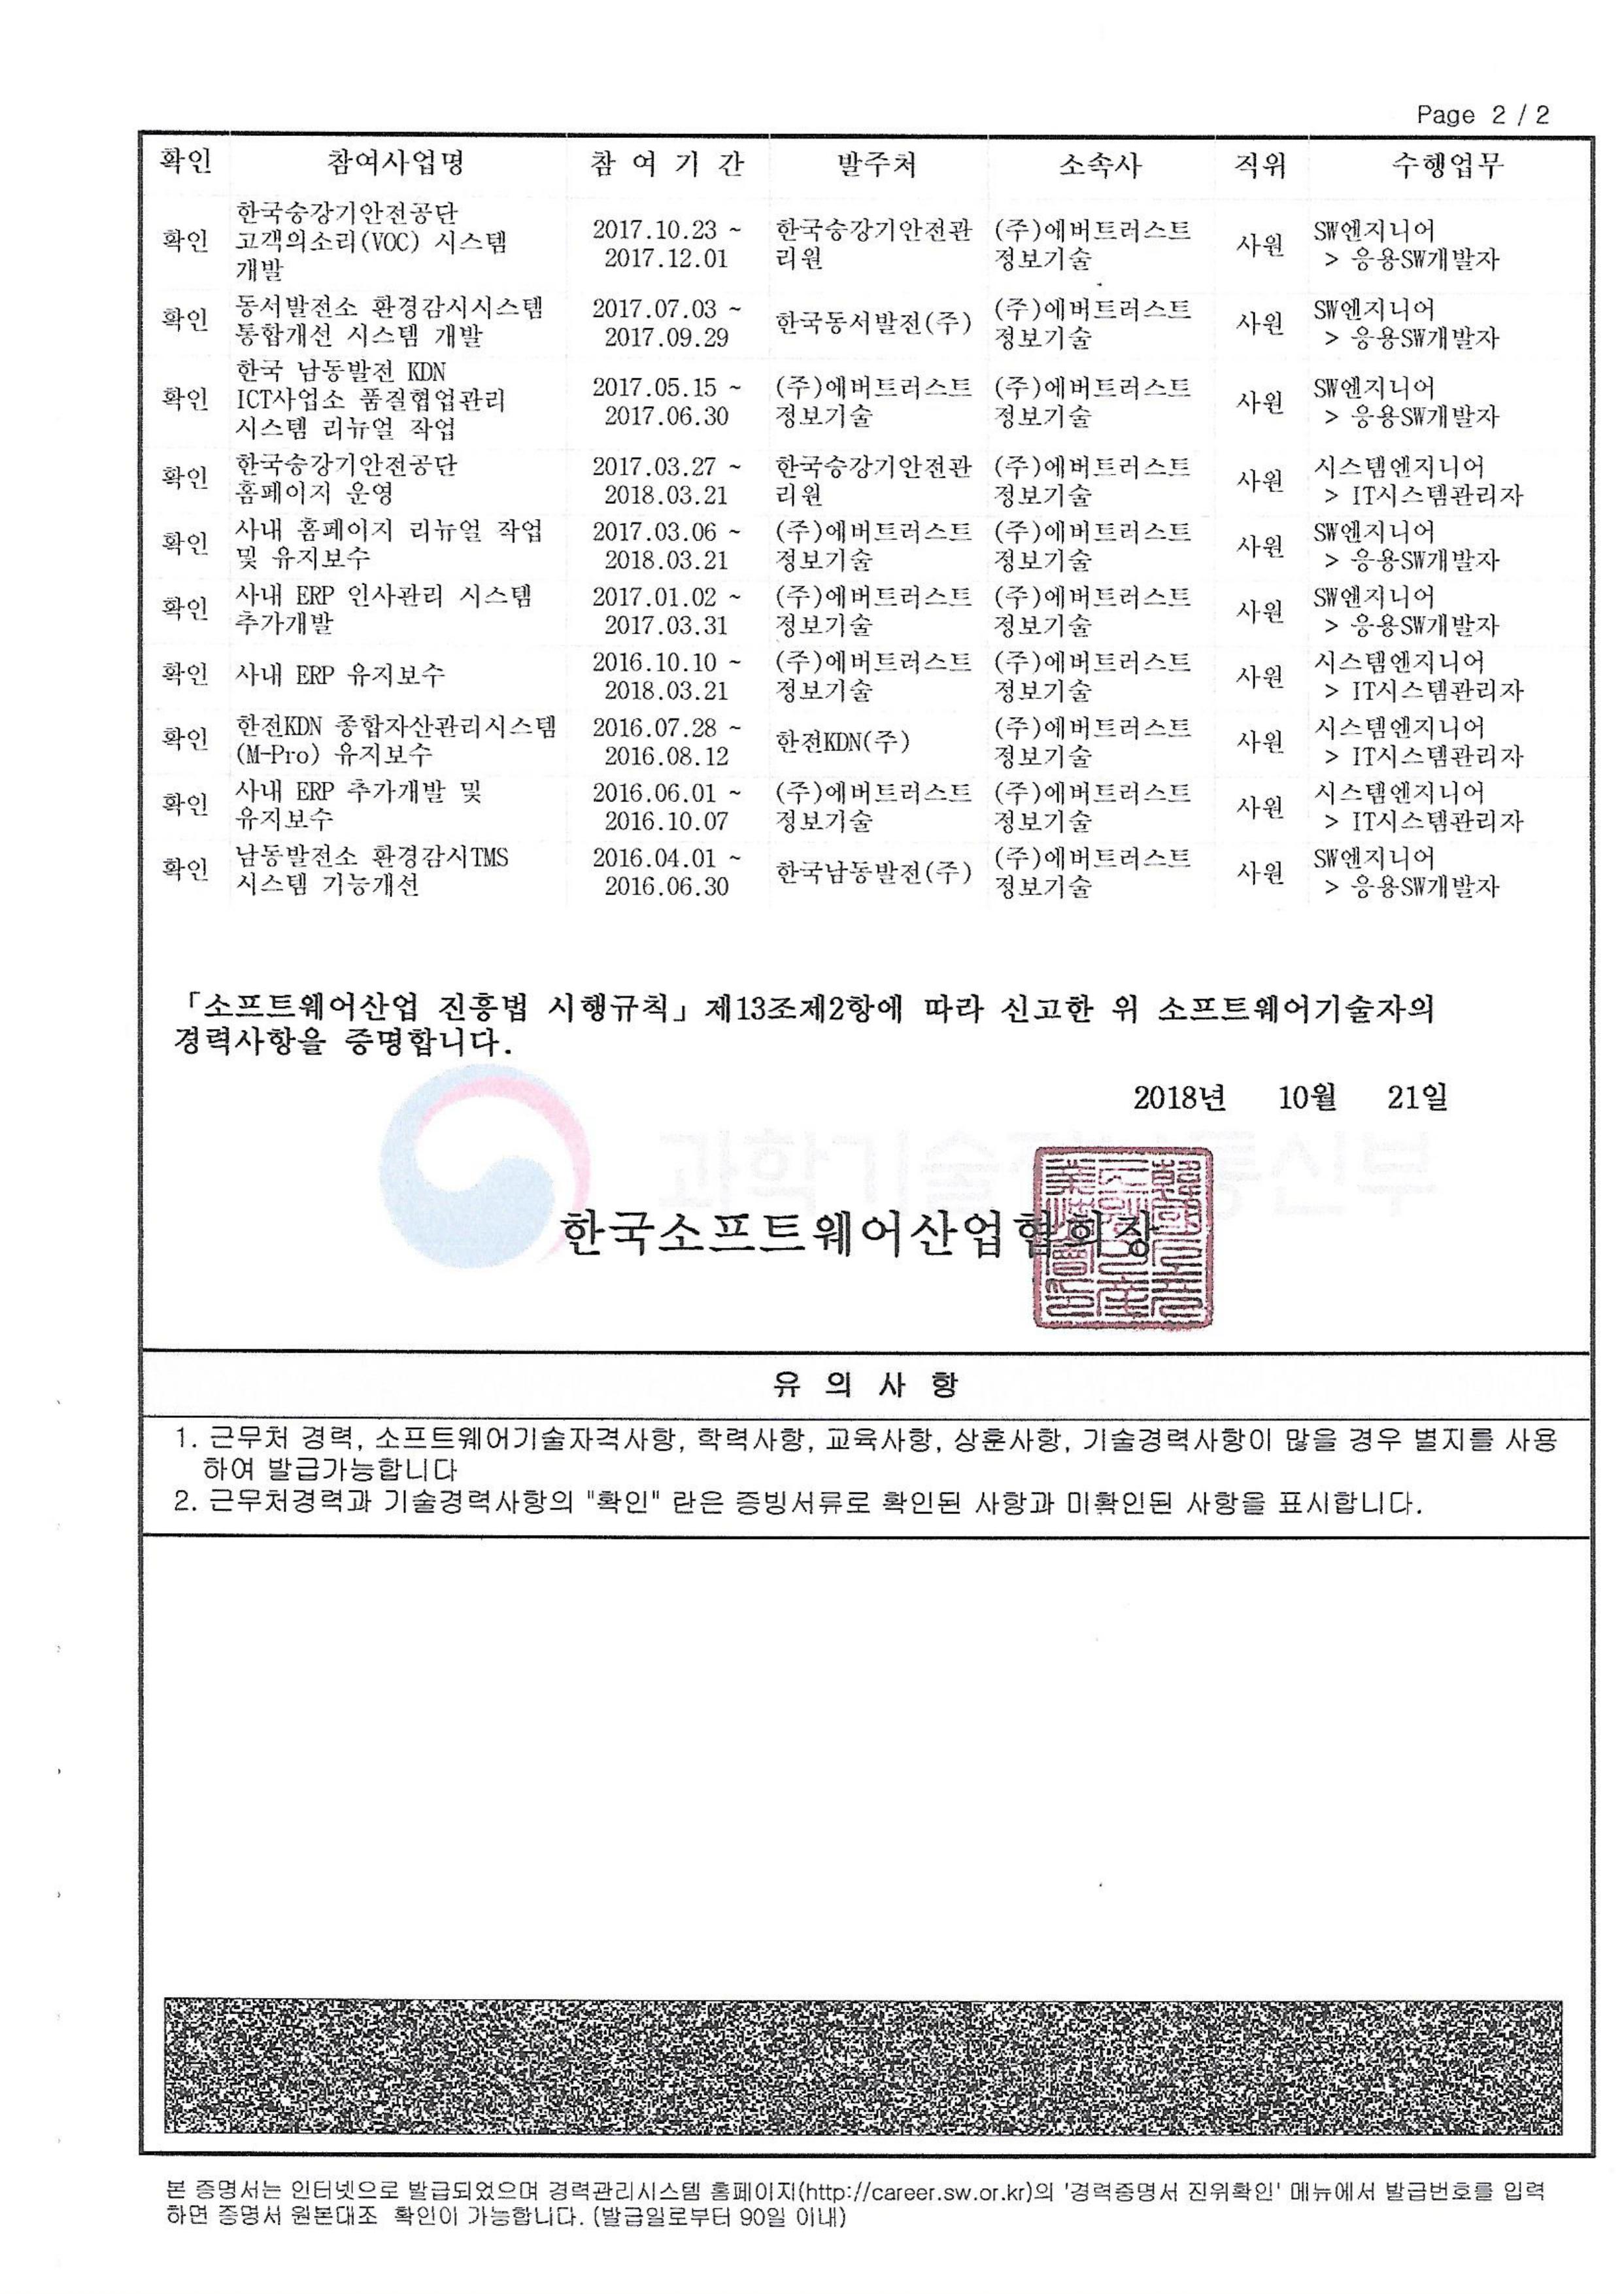 Page 2 / 2
확인 참여사업명 참 여 기 간 발주처 소속사 직위 수행업무
한국승강기안전공단
확인 고객의소리(VOC) 시스템 2017.10.23 ~ 한국승강기안전관 (주)에버트러스트 사원 SW엔지니어
개발 2017.12.01 리원 정보기술 > 응용SW개발자
확인 동서발전소 환경감시시스템 2017.07.03 ~ 한국동서발전(주) (주)에버트러스트 사원 SW엔지니어
통합개선 시스템 개발 2017.09.29 정보기술 > 응용SW개발자
한국 남동발전 KDN
확인 ICT사업소 품질협업관리 2017.05.15 ~ (주)에버트러스트 (주)에버트러스트 사원 SW엔지니어
시스템 리뉴얼 작업 2017.06.30 정보기술 정보기술 > 응용SW개발자
확인 한국승강기안전공단 2017.03.27 ~ 한국승강기안전관 (주)에버트러스트 사원 시스템엔지니어
홈페이지 운영 2018.03.21 리원 정보기술 > IT시스템관리자
확인 사내 홈페이지 리뉴얼 작업 2017.03.06 ~ (주)에버트러스트 (주)에버트러스트 사원 SW엔지니어
및 유지보수 2018.03.21 정보기술 정보기술 > 응용SW개발자
확인 사내 ERP 인사관리 시스템 2017.01.02 ~ (주)에버트러스트 (주)에버트러스트 사원 SW엔지니어
추가개발 2017.03.31 정보기술 정보기술 > 응용SW개발자
확인 사내 ERP 유지보수 2016.10.10 ~ (주)에버트러스트 (주)에버트러스트 사원 시스템엔지니어
2018.03.21 정보기술 정보기술 > IT시스템관리자
확인 한전KDN 종합자산관리시스템 2016.07.28 ~ 한전KDN(주) (주)에버트러스트 사원 시스템엔지니어
(M-Pro) 유지보수 2016.08.12 정보기술 > IT시스템관리자
확인 사내 ERP 추가개발 및 2016.06.01 ~ (주)에버트러스트 (주)에버트러스트 사원 시스템엔지니어
유지보수 2016.10.07 정보기술 정보기술 > IT시스템관리자
확인 남동발전소 환경감시TMS 2016.04.01 ~ 한국남동발전(주) (주)에버트러스트 사원 SW엔지니어
시스템 기능개선 2016.06.30 정보기술 > 응용SW개발자
「소프트웨어산업 진흥법 시행규칙」제13조제2항에 따라 신고한 위 소프트웨어기술자의
경력사항을 증명합니다.
2018년 10월 21일
한국소프트웨어산업협회장
유 의 사 항
1. 근무처 경력, 소프트웨어기술자격사항, 학력사항, 교육사항, 상훈사항, 기술경력사항이 많을 경우 별지를 사용
하여 발급가능합니다
2. 근무처경력과 기술경력사항의 "확인" 란은 증빙서류로 확인된 사항과 미확인된 사항을 표시합니다.
본 증명서는 인터넷으로 발급되었으며 경력관리시스템 홈페이지(http://career.sw.or.kr)의 '경력증명서 진위확인' 메뉴에서 발급번호를 입력
하면 증명서 원본대조 확인이 가능합니다. (발급일로부터 90일 이내)